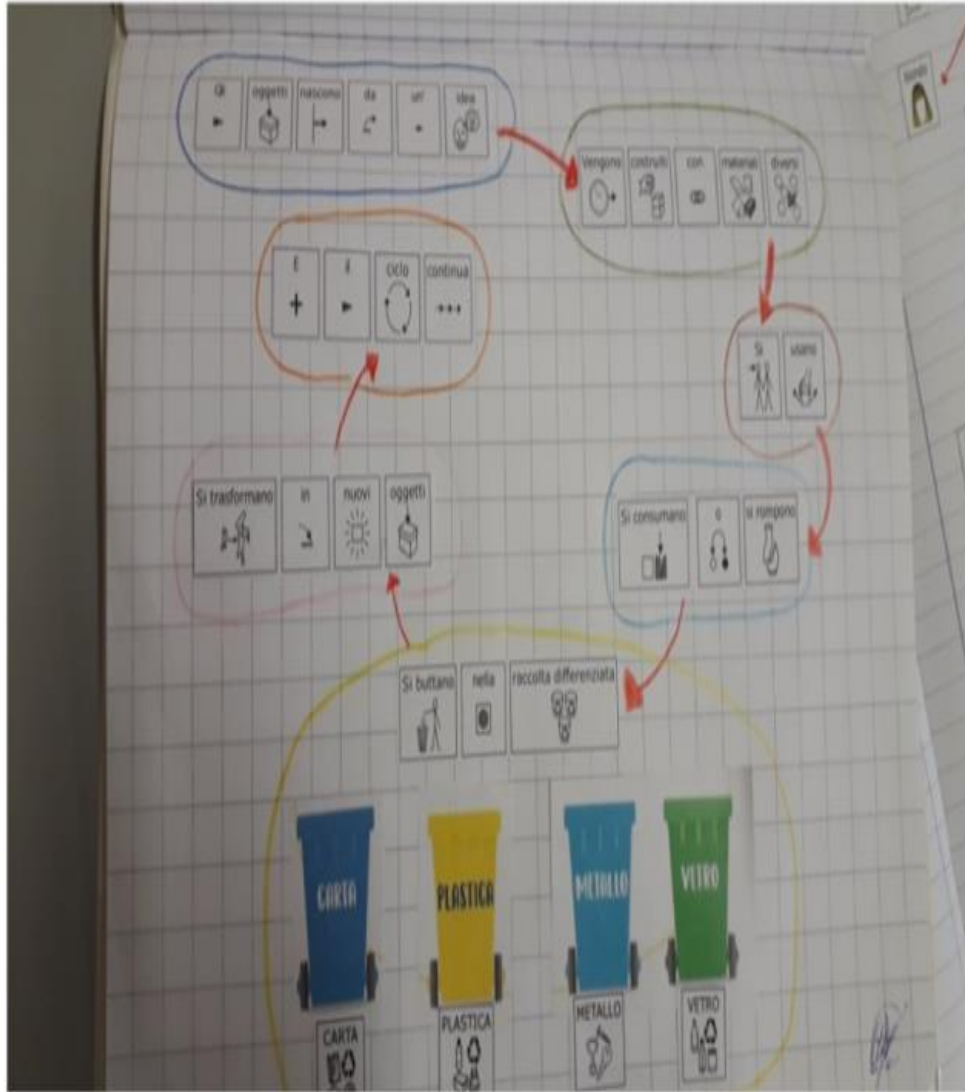 Gli oggetti nascono da un' idea
Vengono costruiti con materiali diversi
Si usano
Si consumano o si rompono
Si buttano nella raccolta differenziata
CARTA PLASTICA METALLO VETRO
CARTA PLASTICA METALLO VETRO
Si trasformano in nuovi oggetti
E il ciclo continua